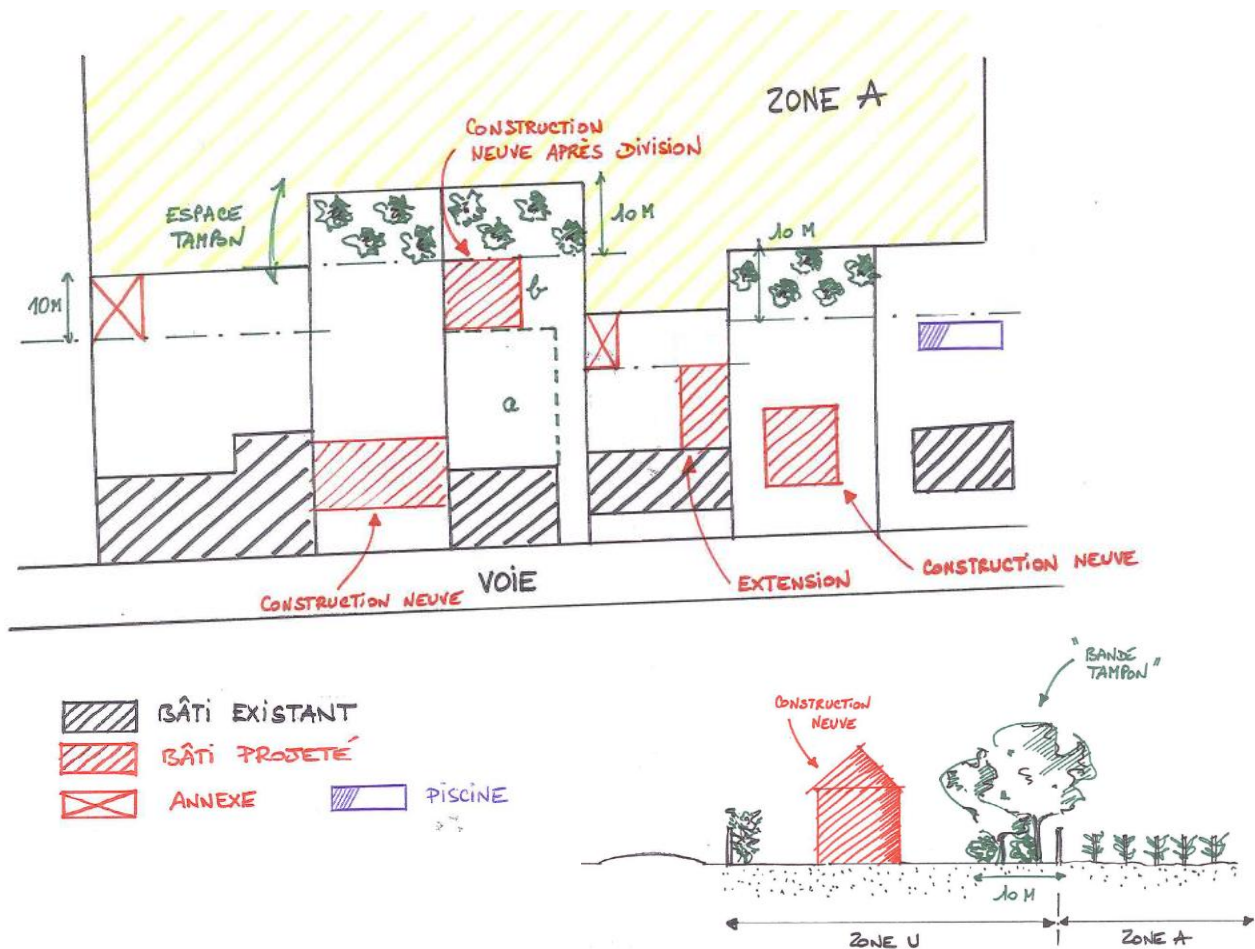 ZONE A
CONSTRUCTION
NEUVE APRÈS DIVISION
ESPACE
TAMPON
10 M
10 M
10M
b
a
CONSTRUCTION NEUVE
VOIE
EXTENSION
CONSTRUCTION NEUVE
BÂTI EXISTANT
BÂTI PROJETÉ
ANNEXE
PISCINE
"BANDE
TAMPON"
CONSTRUCTION
NEUVE
10 M
ZONE U
ZONE A